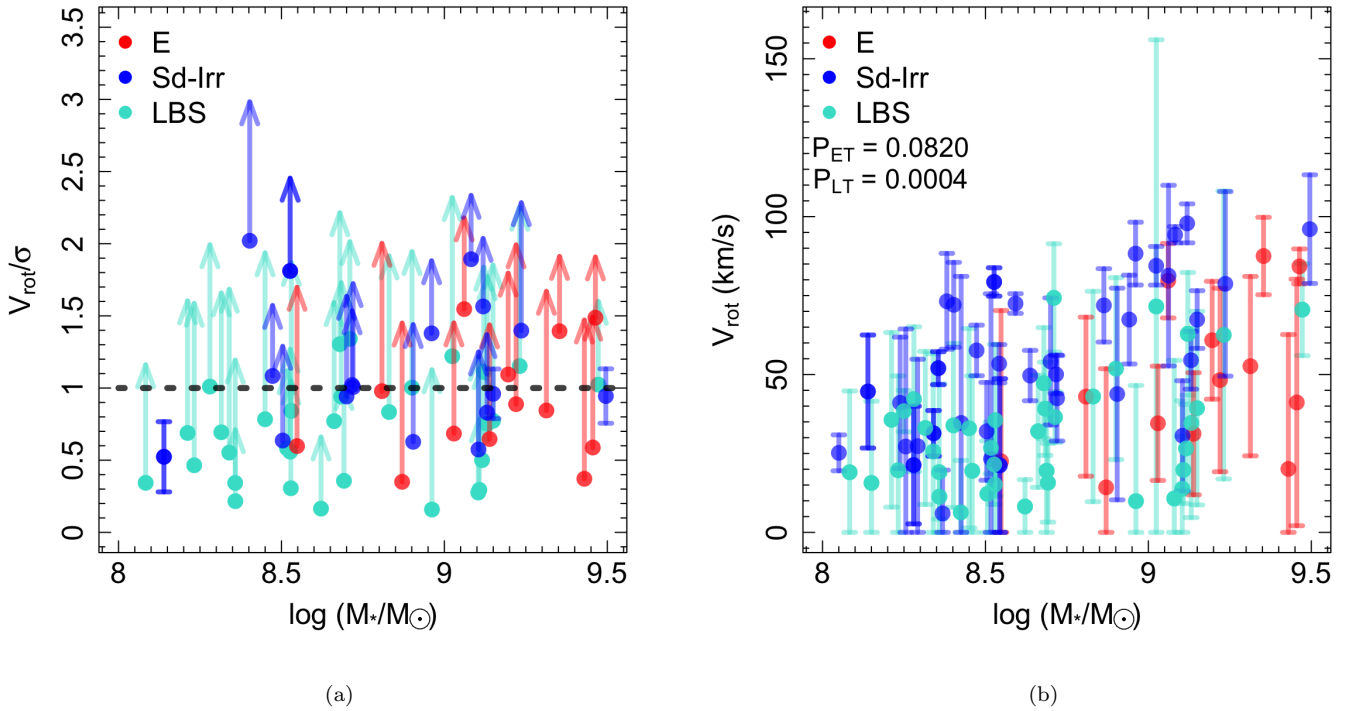 E
Sd-Irr
LBS
V_rot/σ
0
0.5
1
1.5
2
2.5
3
3.5
8
8.5
9
9.5
log (M*/M⊙)
(a)
E
Sd-Irr
LBS
P_ET = 0.0820
P_LT = 0.0004
V_rot (km/s)
0
50
100
150
8
8.5
9
9.5
log (M*/M⊙)
(b)